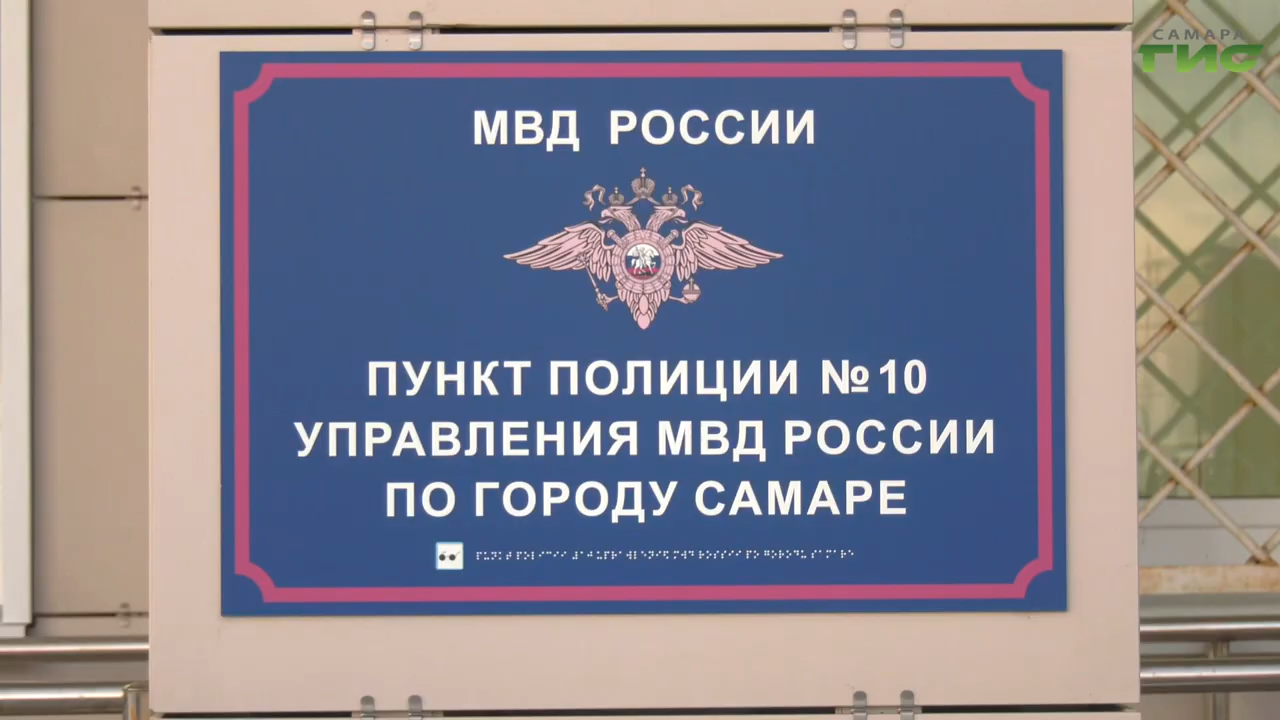 САМАРА
ГИС
МВД РОССИИ
ПУНКТ ПОЛИЦИИ №10
УПРАВЛЕНИЯ МВД РОССИИ
ПО ГОРОДУ САМАРЕ